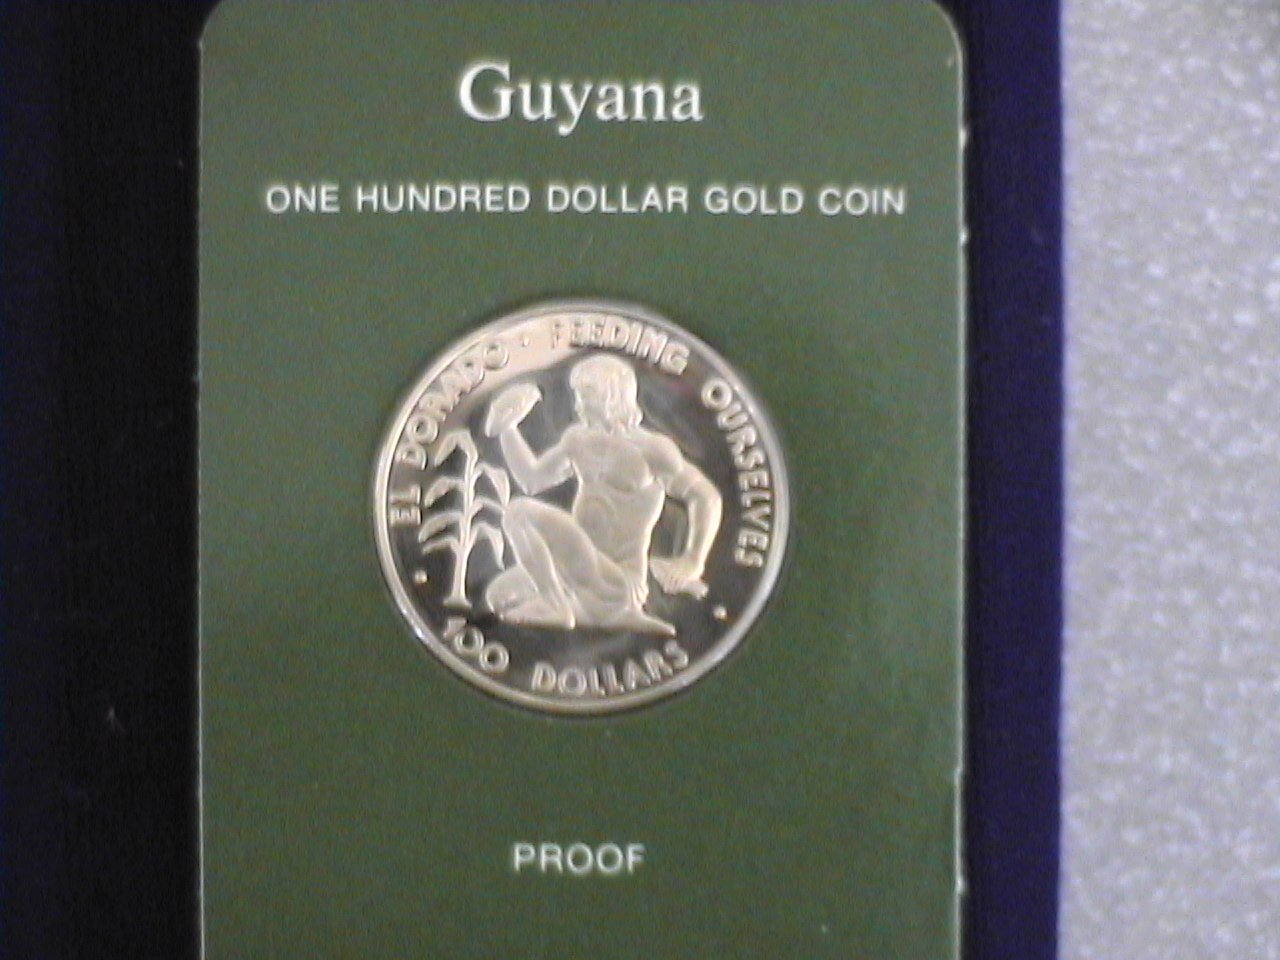 Guyana
ONE HUNDRED DOLLAR GOLD COIN
EL DORADO · FEEDING OURSELVES
100 DOLLARS
PROOF